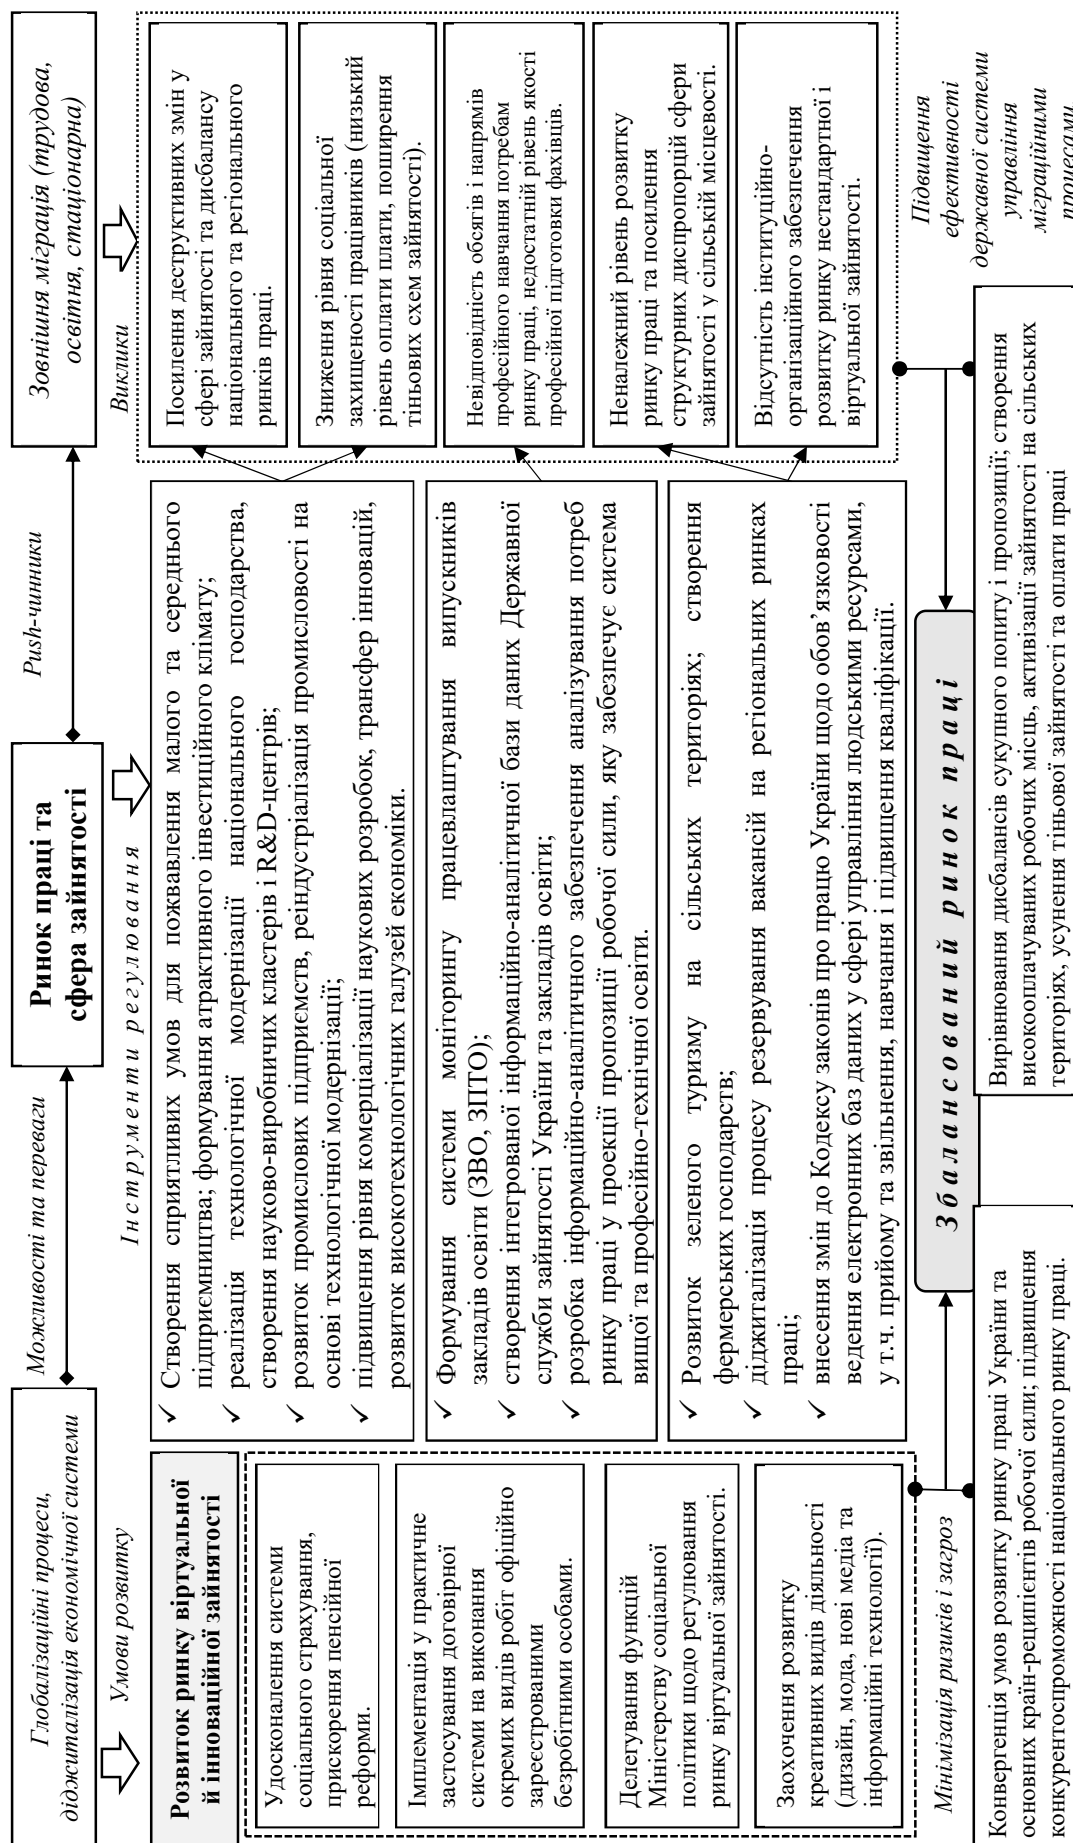 Глобалізаційні процеси,
діджиталізація економічної системи
Можливості та переваги
Ринок праці та
сфера зайнятості
Push-чинники
Зовнішня міграція (трудова,
освітня, стаціонарна)
Умови розвитку
Інструменти регулювання
Виклики
Розвиток ринку віртуальної
й інноваційної зайнятості
Удосконалення системи
соціального страхування,
прискорення пенсійної
реформи.
Імплементація у практичне
застосування договірної
системи на виконання
окремих видів робіт офіційно
зареєстрованими
безробітними особами.
Делегування функцій
Міністерству соціальної
політики щодо регулювання
ринку віртуальної зайнятості.
Заохочення розвитку
креативних видів діяльності
(дизайн, мода, нові медіа та
інформаційні технології).
✓ Створення сприятливих умов для пожвавлення малого та середнього
підприємництва; формування атрактивного інвестиційного клімату;
✓ реалізація технологічної модернізації національного господарства,
створення науково-виробничих кластерів і R&D-центрів;
✓ розвиток промислових підприємств, реіндустріалізація промисловості на
основі технологічної модернізації;
✓ підвищення рівня комерціалізації наукових розробок, трансфер інновацій,
розвиток високотехнологічних галузей економіки.
✓ Формування системи моніторингу працевлаштування випускників
закладів освіти (ЗВО, ЗПТО);
✓ створення інтегрованої інформаційно-аналітичної бази даних Державної
служби зайнятості України та закладів освіти;
✓ розробка інформаційно-аналітичного забезпечення аналізування потреб
ринку праці у проекції пропозиції робочої сили, яку забезпечує система
вищої та професійно-технічної освіти.
✓ Розвиток зеленого туризму на сільських територіях; створення
фермерських господарств;
✓ діджиталізація процесу резервування вакансій на регіональних ринках
праці;
✓ внесення змін до Кодексу законів про працю України щодо обов’язковості
ведення електронних баз даних у сфері управління людськими ресурсами,
у т.ч. прийому та звільнення, навчання і підвищення кваліфікації.
Посилення деструктивних змін у
сфері зайнятості та дисбалансу
національного та регіонального
ринків праці.
Зниження рівня соціальної
захищеності працівників (низький
рівень оплати плати, поширення
тіньових схем зайнятості).
Невідповідність обсягів і напрямів
професійного навчання потребам
ринку праці, недостатній рівень якості
професійної підготовки фахівців.
Неналежний рівень розвитку
ринку праці та посилення
структурних диспропорцій сфери
зайнятості у сільській місцевості.
Відсутність інституційно-
організаційного забезпечення
розвитку ринку нестандартної і
віртуальної зайнятості.
Мінімізація ризиків і загроз
Збалансований ринок праці
Підвищення
ефективності
державної системи
управління
міграційними
процесами
Конвергенція умов розвитку ринку праці України та
основних країн-реципієнтів робочої сили; підвищення
конкурентоспроможності національного ринку праці.
Вирівнювання дисбалансів сукупного попиту і пропозиції; створення
високооплачуваних робочих місць, активізації зайнятості на сільських
територіях, усунення тіньової зайнятості та оплати праці